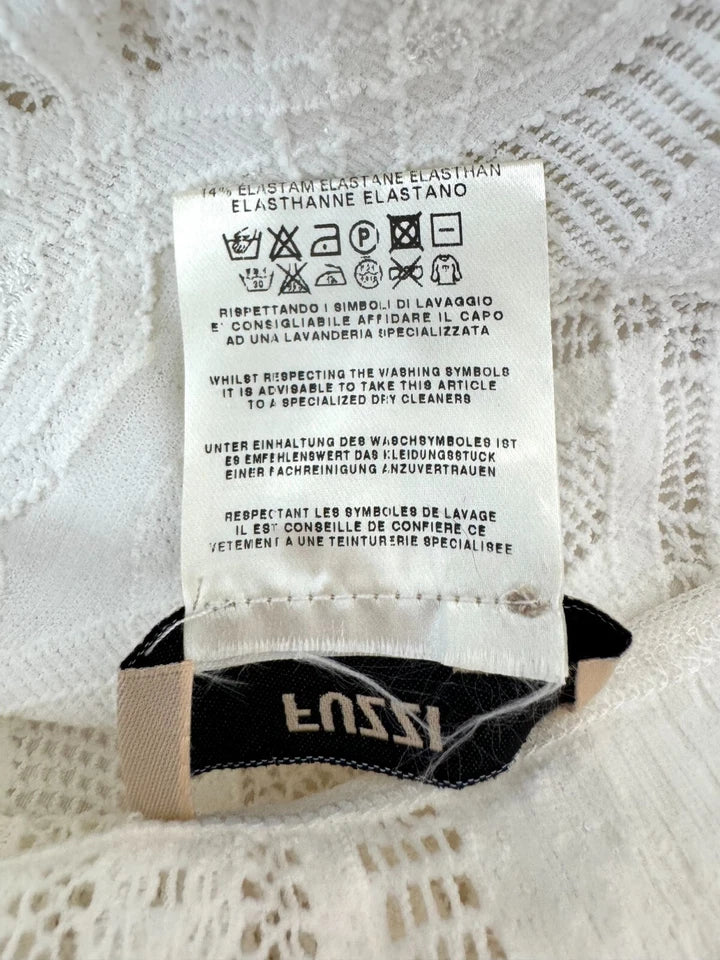 14% ELASTAM ELASTANE ELASTHAN
ELASTHANNE ELASTANO
P
30
RISPETTANDO I SIMBOLI DI LAVAGGIO
E' CONSIGLIABILE AFFIDARE IL CAPO
AD UNA LAVANDERIA SPECIALIZZATA
WHILST RESPECTING THE WASHING SYMBOLS
IT IS ADVISABLE TO TAKE THIS ARTICLE
TO A SPECIALIZED DRY CLEANERS
UNTER EINHALTUNG DES WASCHSYMBOLES IST
ES EMPFEHLENSWERT DAS KLEIDUNGSSTUCK
EINER FACHREINIGUNG ANZUVERTRAUEN
RESPECTANT LES SYMBOLES DE LAVAGE
IL EST CONSEILLE DE CONFIERE CE
VETEMENT A UNE TEINTURERIE SPECIALISEE
FUZZI